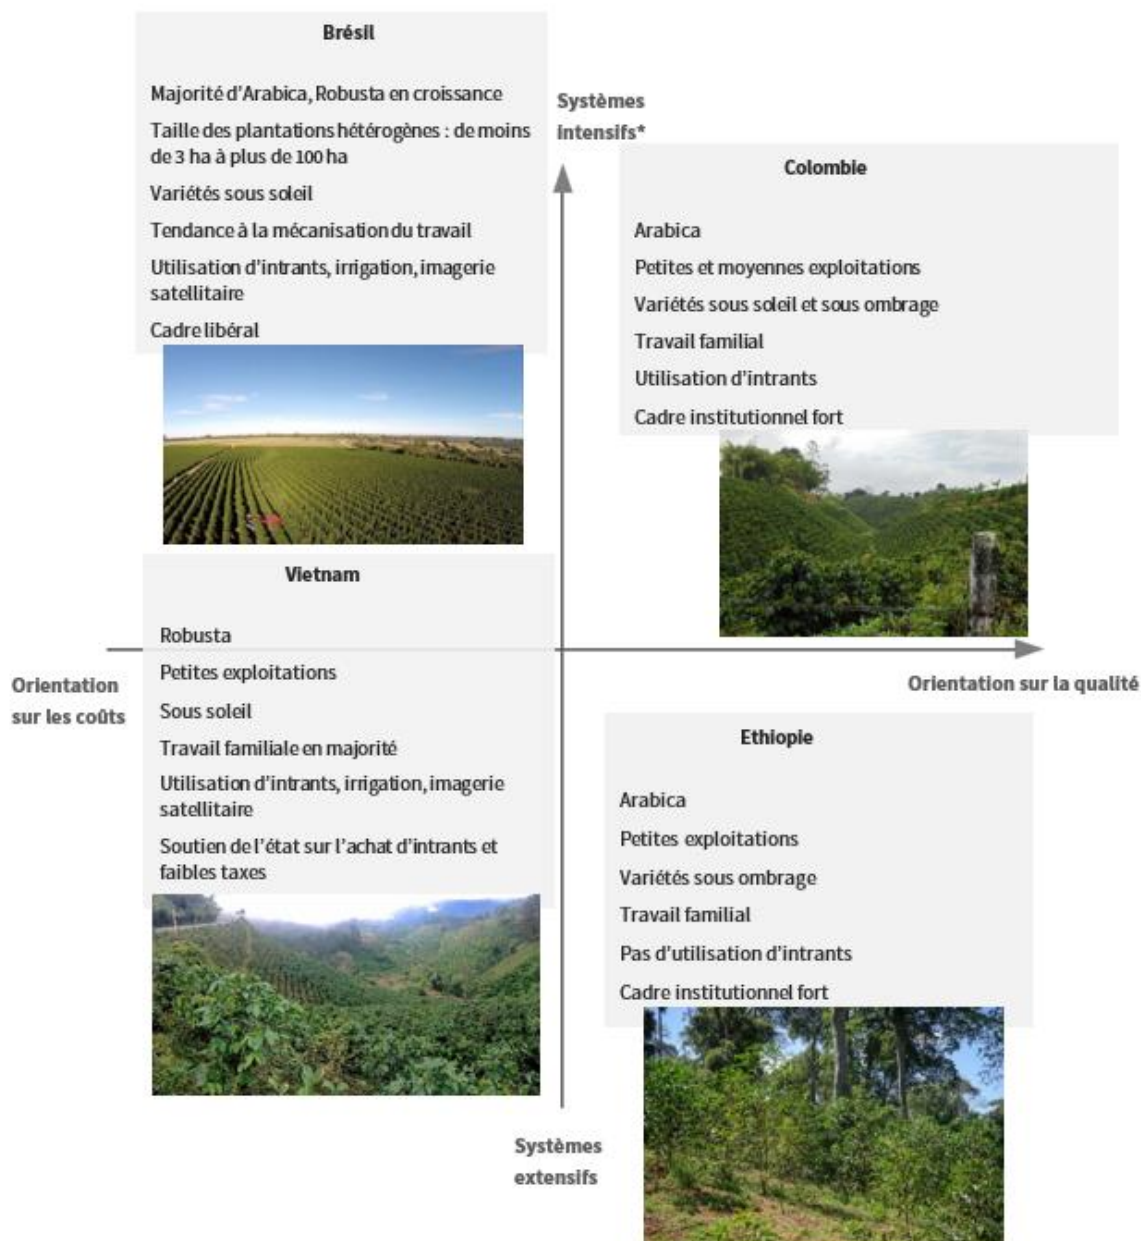 Brésil
Majorité d'Arabica, Robusta en croissance
Taille des plantations hétérogènes : de moins
de 3 ha à plus de 100 ha
Variétés sous soleil
Tendance à la mécanisation du travail
Utilisation d'intrants, irrigation, imagerie
satellitaire
Cadre libéral
Systèmes
intensifs*
Colombie
Arabica
Petites et moyennes exploitations
Variétés sous soleil et sous ombrage
Travail familial
Utilisation d'intrants
Cadre institutionnel fort
Vietnam
Robusta
Petites exploitations
Sous soleil
Travail familiale en majorité
Utilisation d'intrants, irrigation, imagerie
satellitaire
Soutien de l'état sur l'achat d'intrants et
faibles taxes
Orientation
sur les coûts
Orientation sur la qualité
Ethiopie
Arabica
Petites exploitations
Variétés sous ombrage
Travail familial
Pas d'utilisation d'intrants
Cadre institutionnel fort
Systèmes
extensifs